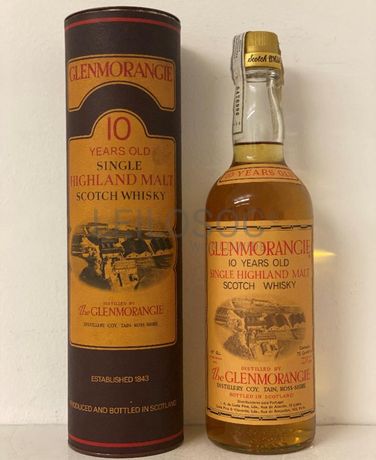 GLENMORANGIE
10
YEARS OLD
SINGLE
HIGHLAND MALT
SCOTCH WHISKY
DISTILLED BY
The GLENMORANGIE
DISTILLERY COY, TAIN, ROSS-SHIRE
ESTABLISHED 1843
PRODUCED AND BOTTLED IN SCOTLAND
LEILOSOC
Scotch
10 YEARS OLD
GLENMORANGIE
10 YEARS OLD
SINGLE HIGHLAND MALT
SCOTCH WHISKY
DISTILLED BY
The GLENMORANGIE
DISTILLERY COY, TAIN, ROSS-SHIRE
BOTTLED IN SCOTLAND